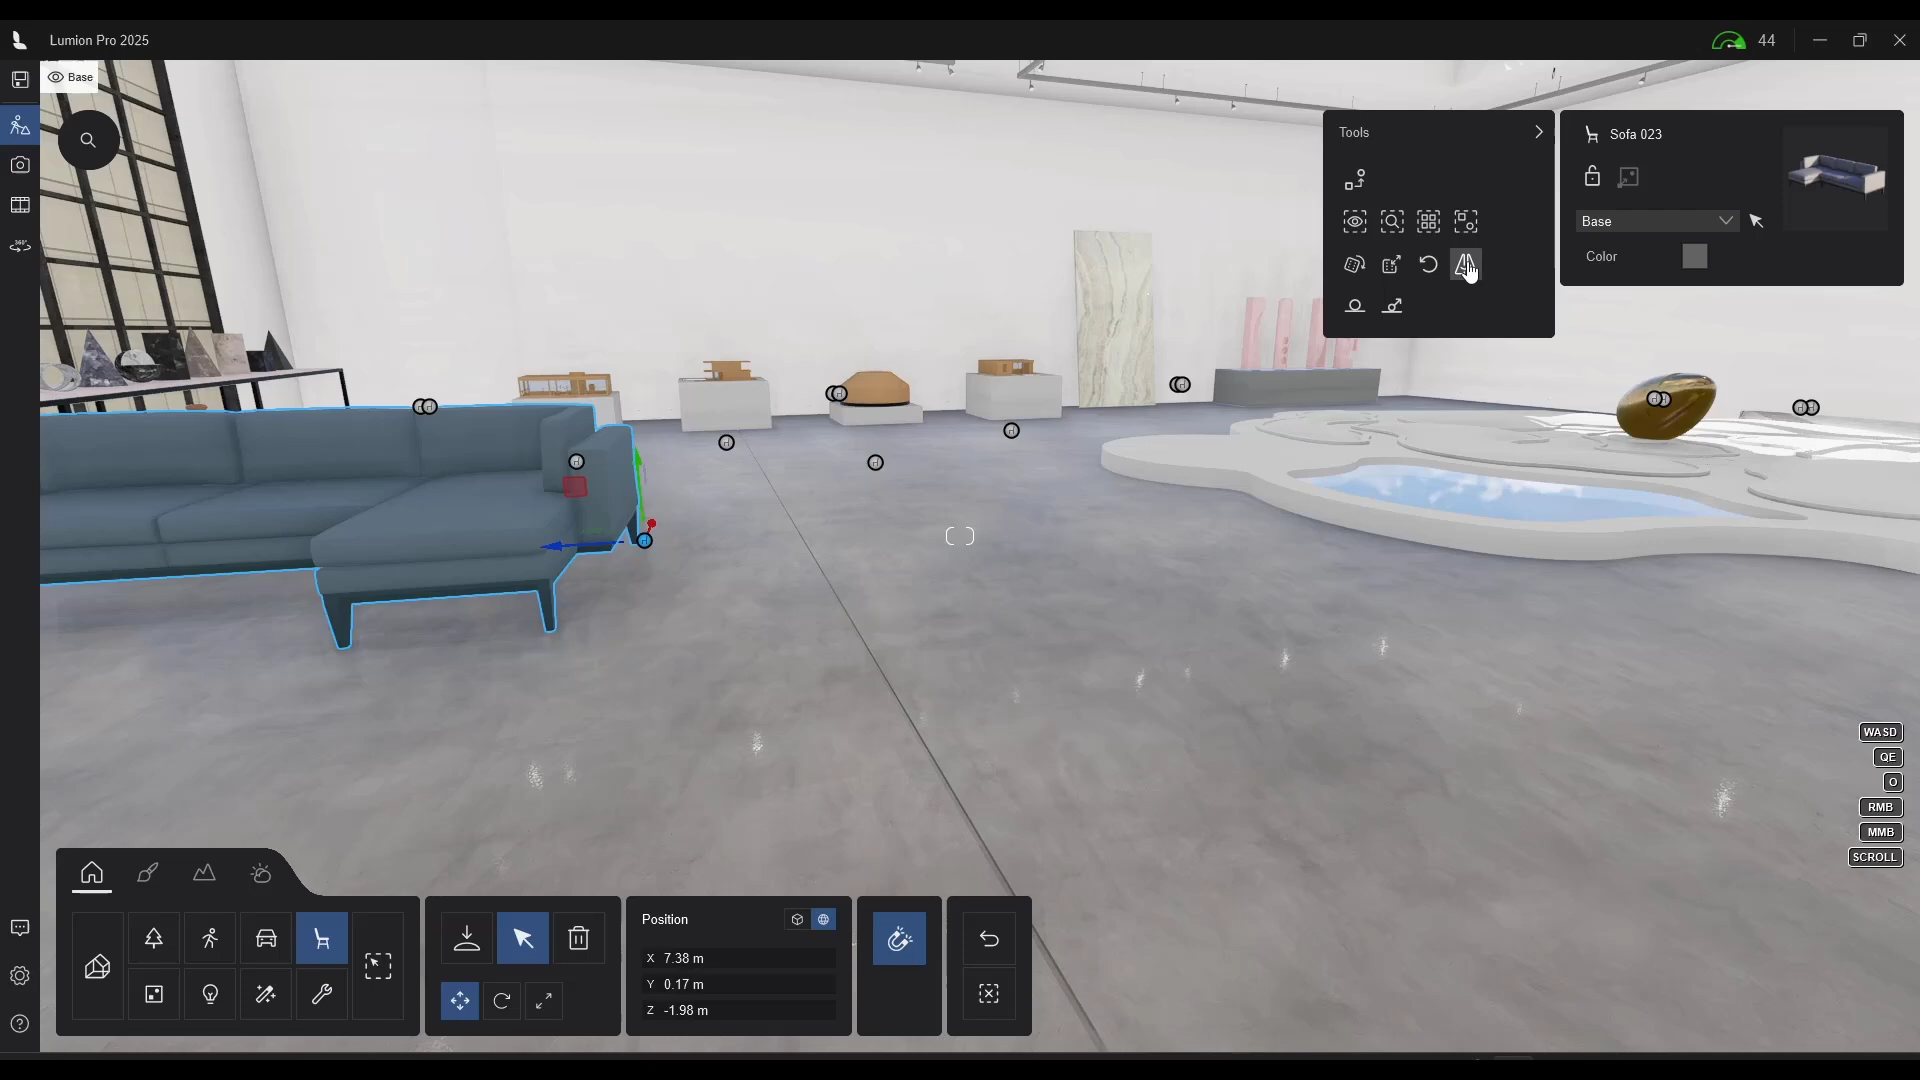 Lumion Pro 2025
44
Base
Tools
Sofa 023
Base
Color
WASD
QE
O
RMB
MMB
SCROLL
Position
X 7.38 m
Y 0.17 m
Z -1.98 m